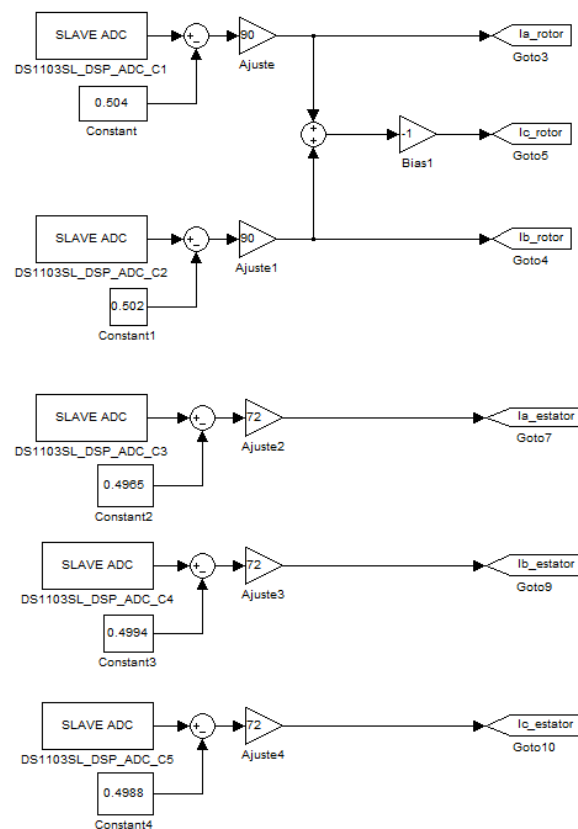 SLAVE ADC
DS1103SL_DSP_ADC_C1
+
−
90
Ajuste
Ia_rotor
Goto3
0.504
Constant
+
+
-1
Bias1
Ic_rotor
Goto5
SLAVE ADC
DS1103SL_DSP_ADC_C2
+
−
90
Ajuste1
Ib_rotor
Goto4
0.502
Constant1
SLAVE ADC
DS1103SL_DSP_ADC_C3
+
−
72
Ajuste2
Ia_estator
Goto7
0.4965
Constant2
SLAVE ADC
DS1103SL_DSP_ADC_C4
+
−
72
Ajuste3
Ib_estator
Goto9
0.4994
Constant3
SLAVE ADC
DS1103SL_DSP_ADC_C5
+
−
72
Ajuste4
Ic_estator
Goto10
0.4988
Constant4